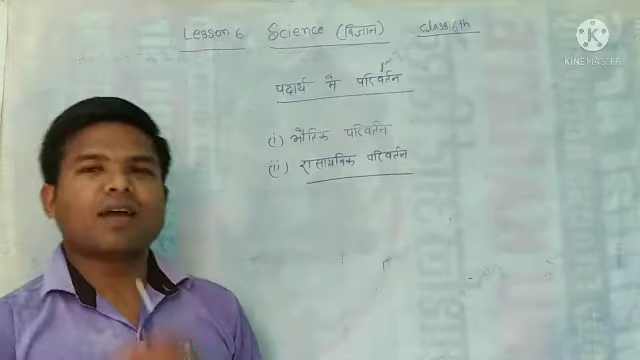 Lesson 6 Science (विज्ञान) Class 6th
पदार्थ में परिवर्तन
(i) भौतिक परिवर्तन
(ii) रासायनिक परिवर्तन
K
KINEMASTER